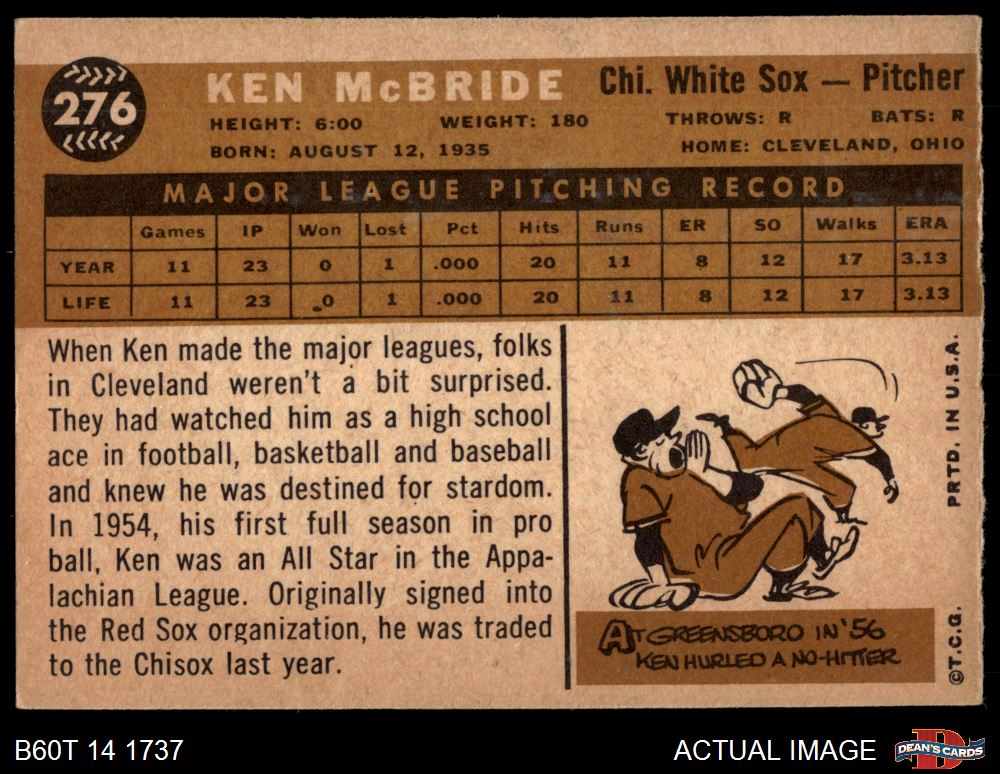 276
KEN McBRIDE
Chi. White Sox — Pitcher
HEIGHT: 6:00 WEIGHT: 180 THROWS: R BATS: R
BORN: AUGUST 12, 1935 HOME: CLEVELAND, OHIO
MAJOR LEAGUE PITCHING RECORD
Games IP Won Lost Pct Hits Runs ER SO Walks ERA
YEAR 11 23 0 1 .000 20 11 8 12 17 3.13
LIFE 11 23 0 1 .000 20 11 8 12 17 3.13
When Ken made the major leagues, folks
in Cleveland weren't a bit surprised.
They had watched him as a high school
ace in football, basketball and baseball
and knew he was destined for stardom.
In 1954, his first full season in pro
ball, Ken was an All Star in the Appa-
lachian League. Originally signed into
the Red Sox organization, he was traded
to the Chisox last year.
AT GREENSBORO IN '56
KEN HURLED A NO-HITTER
PRTD. IN U.S.A.
©T.C.G.
B60T 14 1737
ACTUAL IMAGE
D
DEAN'S CARDS